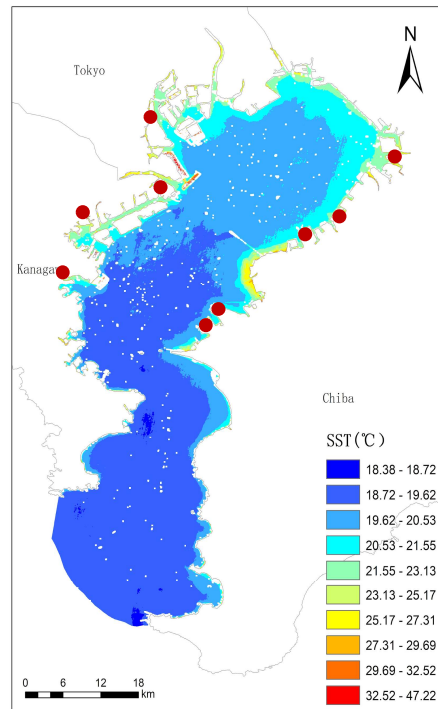 N
Tokyo
Kanaga
Chiba
SST(℃)
18.38 - 18.72
18.72 - 19.62
19.62 - 20.53
20.53 - 21.55
21.55 - 23.13
23.13 - 25.17
25.17 - 27.31
27.31 - 29.69
29.69 - 32.52
32.52 - 47.22
0 6 12 18
km